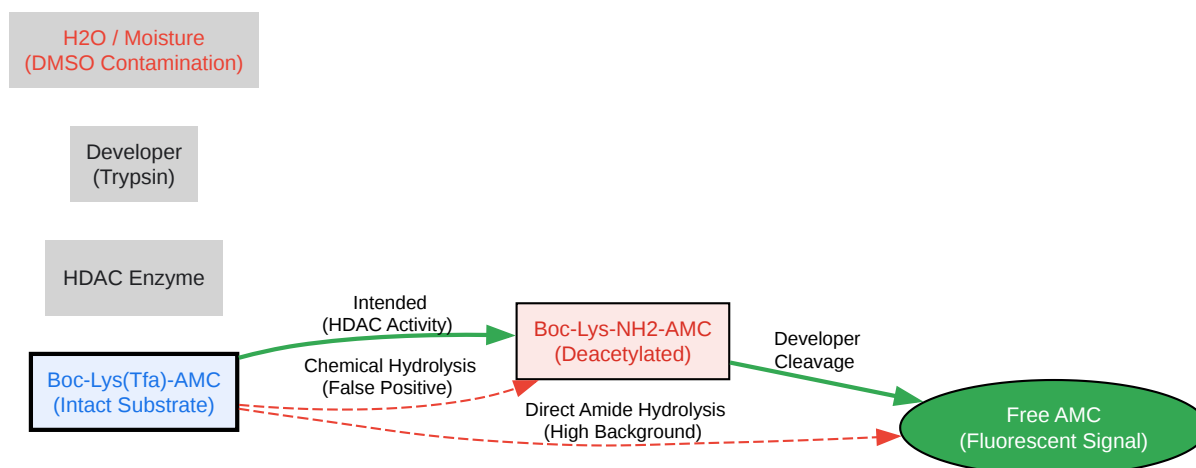 H2O / Moisture
(DMSO Contamination)
Developer
(Trypsin)
HDAC Enzyme
Intended
(HDAC Activity)
Boc-Lys-NH2-AMC
(Deacetylated)
Developer
Cleavage
Chemical Hydrolysis
(False Positive)
Boc-Lys(Tfa)-AMC
(Intact Substrate)
Direct Amide Hydrolysis
(High Background)
Free AMC
(Fluorescent Signal)